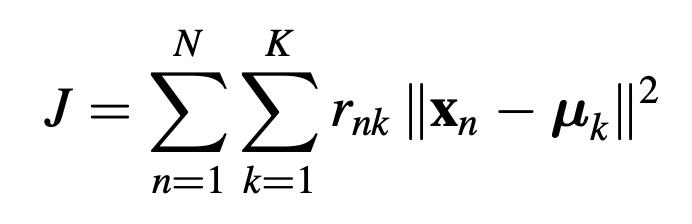 J = \sum_{n=1}^{N} \sum_{k=1}^{K} r_{nk} \|\mathbf{x}_n - \boldsymbol{\mu}_k\|^2